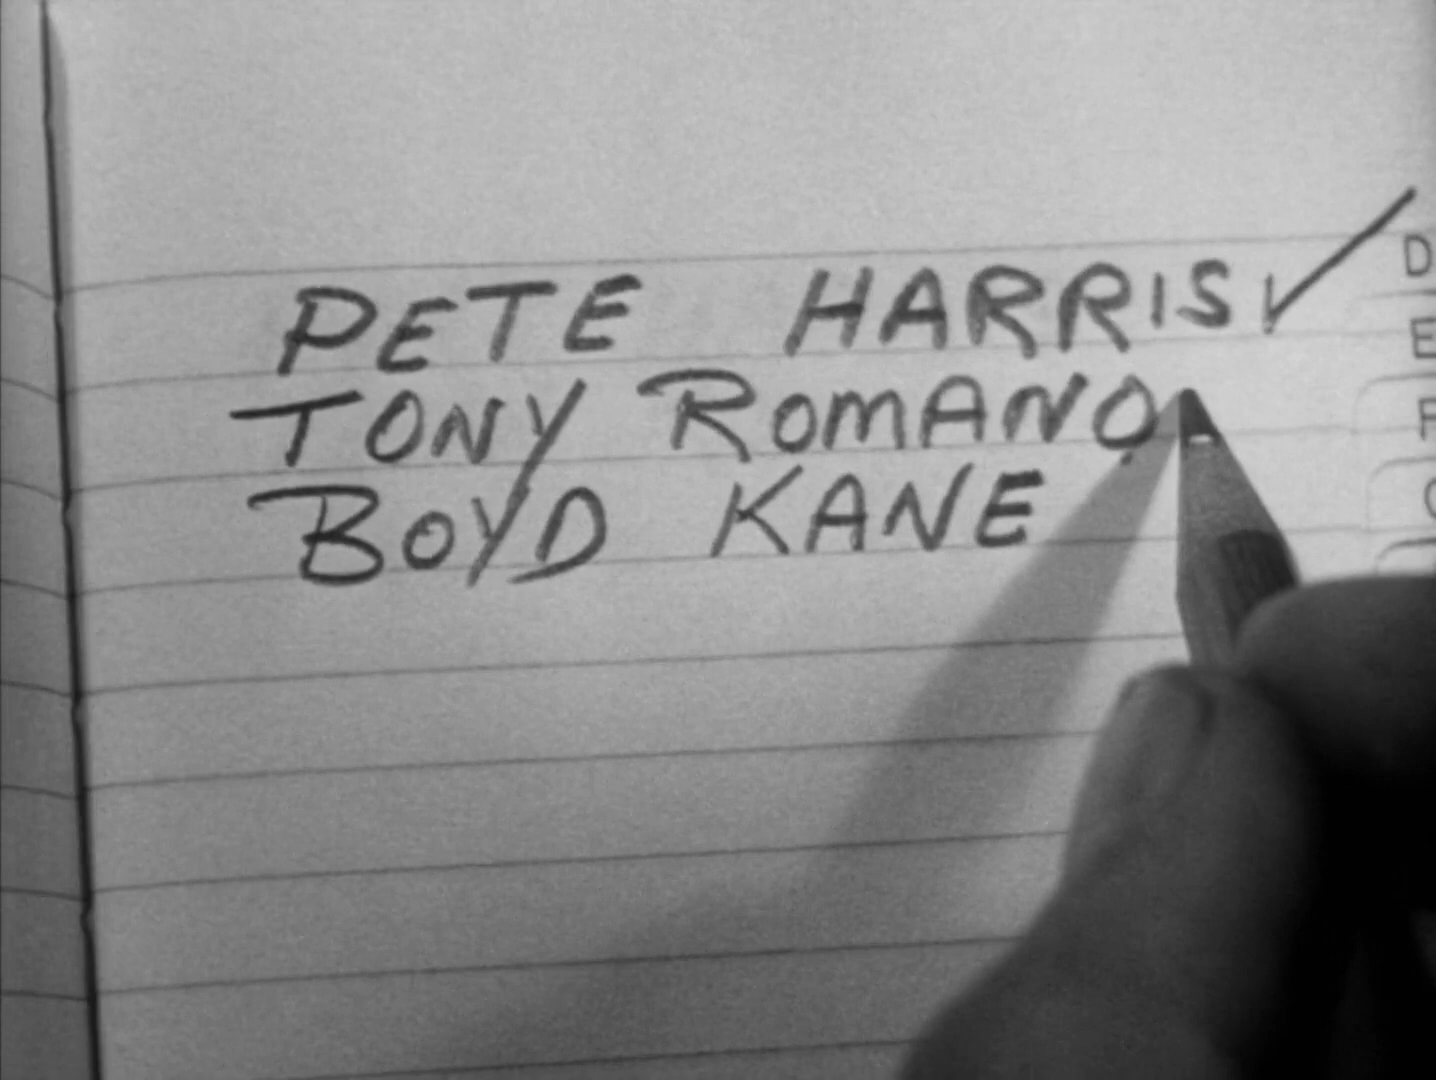 PETE HARRIS ✓
TONY ROMANO
BOYD KANE
D
E
F